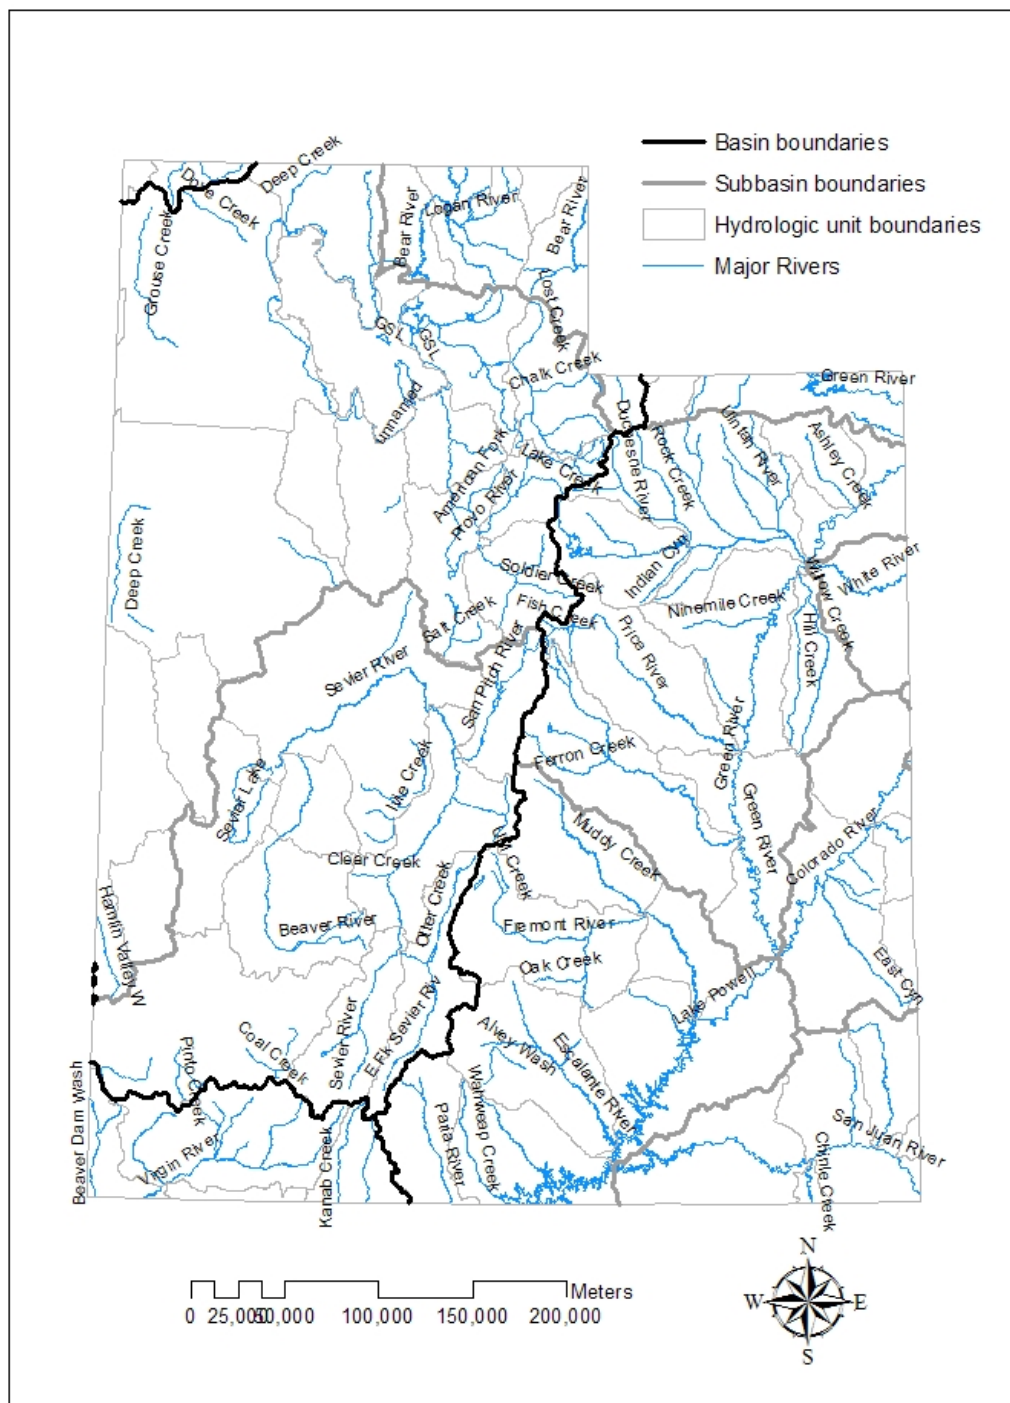 Basin boundaries
Subbasin boundaries
Hydrologic unit boundaries
Major Rivers
Deep Creek
Dove Creek
Grouse Creek
Bear River
Logan River
Bear River
Lost Creek
GSL
GSL
Chalk Creek
Green River
unnamed
American Fork
Provo River
Lake Creek
Duchesne River
Rock Creek
Uintan River
Ashley Creek
Deep Creek
Soldier Creek
Fish Creek
Salt Creek
Indian Cyn
Ninemile Creek
Willow Creek
White River
Hill Creek
Price River
San Pitch River
Sevier River
Sevier Lake
Ivie Creek
Ferron Creek
Green River
Green River
Muddy Creek
Colorado River
Clear Creek
Otter Creek
UM Creek
Beaver River
Fremont River
Oak Creek
Hamlin Valley W
East Cyn
Lake Powell
Sevier River
E Fk Sevier Riv
Coal Creek
Pinto Creek
Alvey Wash
Escalante River
Beaver Dam Wash
Virgin River
Kanab Creek
Paria River
Wahweap Creek
San Juan River
Chinle Creek
0 25,000 50,000 100,000 150,000 200,000
Meters
N
W E
S